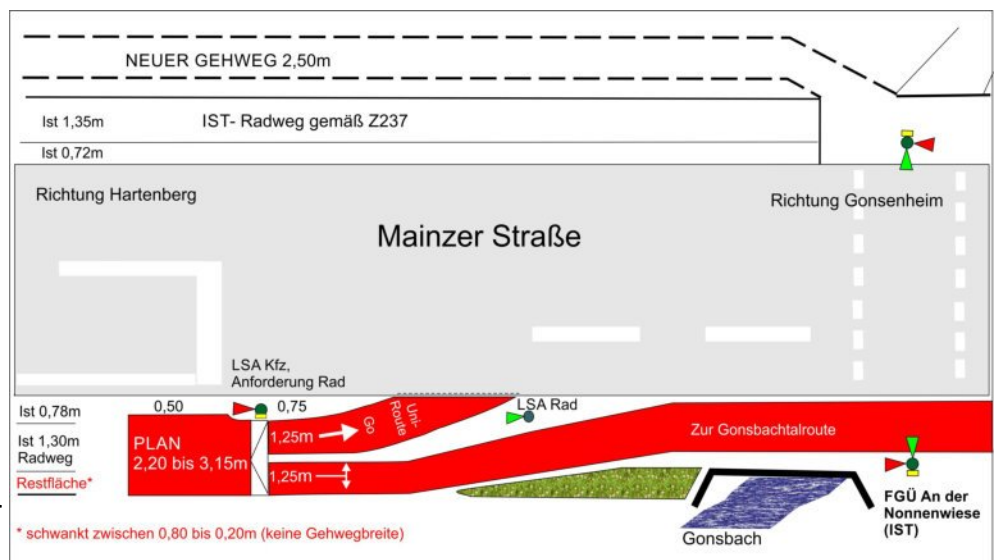 NEUER GEHWEG 2,50m
Ist 1,35m
IST- Radweg gemäß Z237
Ist 0,72m
Richtung Hartenberg
Richtung Gonsenheim
Mainzer Straße
LSA Kfz,
Anforderung Rad
Ist 0,78m
0,50
0,75
LSA Rad
Ist 1,30m
Radweg
Restfläche*
PLAN
2,20 bis 3,15m
1,25m
Go
Uni-
Route
1,25m
Zur Gonsbachtalroute
FGÜ An der
Nonnenwiese
(IST)
Gonsbach
* schwankt zwischen 0,80 bis 0,20m (keine Gehwegbreite)